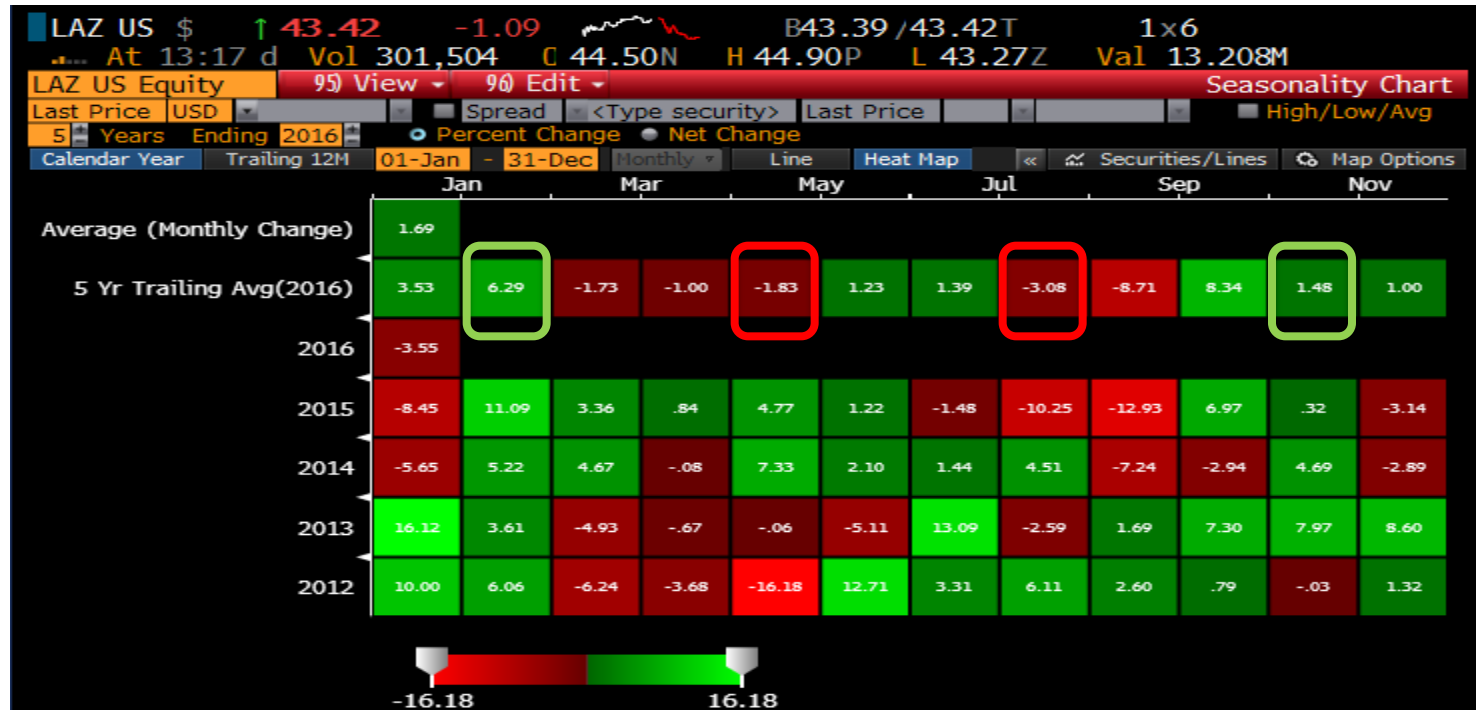 LAZ US $ ↑ 43.42 -1.09 B43.39/43.42T 1×6
At 13:17 d Vol 301,504 O 44.50N H 44.90P L 43.27Z Val 13.208M
LAZ US Equity 95) View 96) Edit Seasonality Chart
Last Price USD Spread <Type security> Last Price High/Low/Avg
5 Years Ending 2016 Percent Change Net Change
Calendar Year Trailing 12M 01-Jan - 31-Dec Monthly Line Heat Map « Securities/Lines Map Options
Jan Mar May Jul Sep Nov
Average (Monthly Change) 1.69
5 Yr Trailing Avg(2016) 3.53 6.29 -1.73 -1.00 -1.83 1.23 1.39 -3.08 -8.71 8.34 1.48 1.00
2016 -3.55
2015 -8.45 11.09 3.36 .84 4.77 1.22 -1.48 -10.25 -12.93 6.97 .32 -3.14
2014 -5.65 5.22 4.67 -.08 7.33 2.10 1.44 4.51 -7.24 -2.94 4.69 -2.89
2013 16.12 3.61 -4.93 -.67 -.06 -5.11 13.09 -2.59 1.69 7.30 7.97 8.60
2012 10.00 6.06 -6.24 -3.68 -16.18 12.71 3.31 6.11 2.60 .79 -.03 1.32
-16.18 16.18